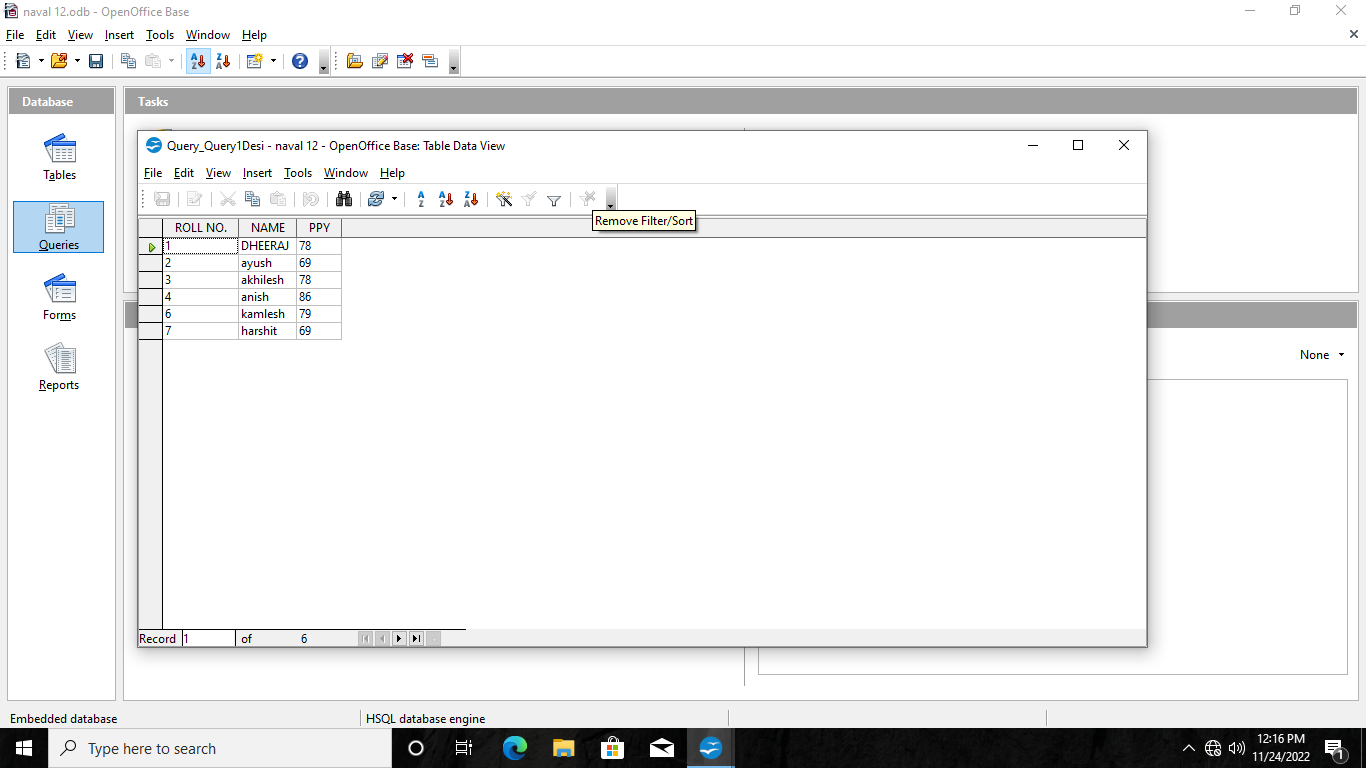 naval 12.odb - OpenOffice Base
File Edit View Insert Tools Window Help
Database
Tasks
Tables
Queries
Forms
Reports
Query_Query1Desi - naval 12 - OpenOffice Base: Table Data View
File Edit View Insert Tools Window Help
Remove Filter/Sort
ROLL NO. NAME PPY
1 DHEERAJ 78
2 ayush 69
3 akhilesh 78
4 anish 86
6 kamlesh 79
7 harshit 69
Record 1 of 6
None
Embedded database HSQL database engine
Type here to search
12:16 PM
11/24/2022
1